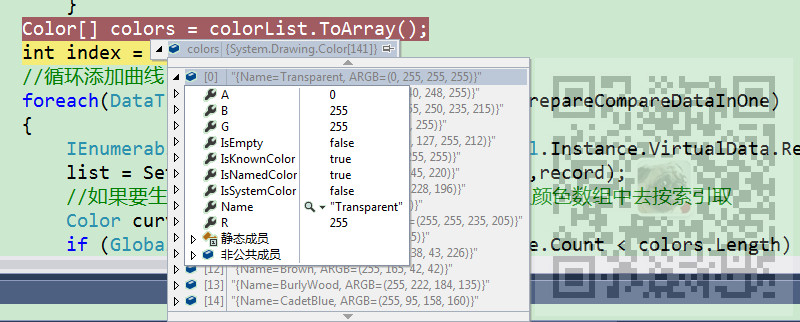 }
Color[] colors = colorList.ToArray();
int index =
colors {System.Drawing.Color[141]}
//循环添加曲线
[0] "{Name=Transparent, ARGB=(0, 255, 255, 255)}"
foreach(DataT
A 0
40, 248, 255)}"
repareCompareDataInOne)
B 255
255, 250, 235, 215)}"
{
G 255
255)}"
IEnumerab
IsEmpty false
127, 255, 212)}"
l.Instance.VirtualData.Re
IsKnownColor true
255, 255)}"
list = Set
IsNamedColor true
45, 220)}"
,record);
//如果要生
IsSystemColor false
228, 196)}"
颜色数组中去按索引取
Name "Transparent"
Color cur
R 255
(255, 255, 235, 205)}"
静态成员
5)}"
if (Global
非公共成员
38, 43, 226)}"
e.Count < colors.Length)
[12] "{Name=Brown, ARGB=(255, 165, 42, 42)}"
[13] "{Name=BurlyWood, ARGB=(255, 222, 184, 135)}"
[14] "{Name=CadetBlue, ARGB=(255, 95, 158, 160)}"